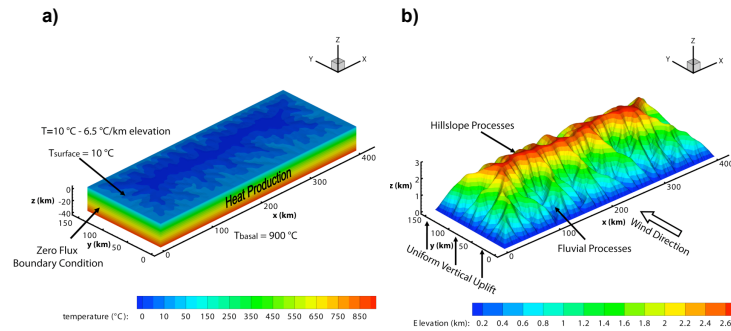 a)
Z
Y
X
T=10 °C - 6.5 °C/km elevation
Tsurface = 10 °C
Heat Production
0
-20
-40
z (km)
150
100
50
0
y (km)
0
100
200
300
400
x (km)
Tbasal = 900 °C
Zero Flux
Boundary Condition
temperature (°C):
0 10 50 250 450 550 650 750 850
b)
Z
Y
X
Hillslope Processes
3
2
1
0
z (km)
150
100
50
0
y (km)
0
100
200
300
400
x (km)
Wind Direction
Fluvial Processes
Uniform Vertical Uplift
Elevation (km): 0.2 0.6 0.8 1 1.2 1.4 1.6 1.8 2 2.2 2.4 2.6